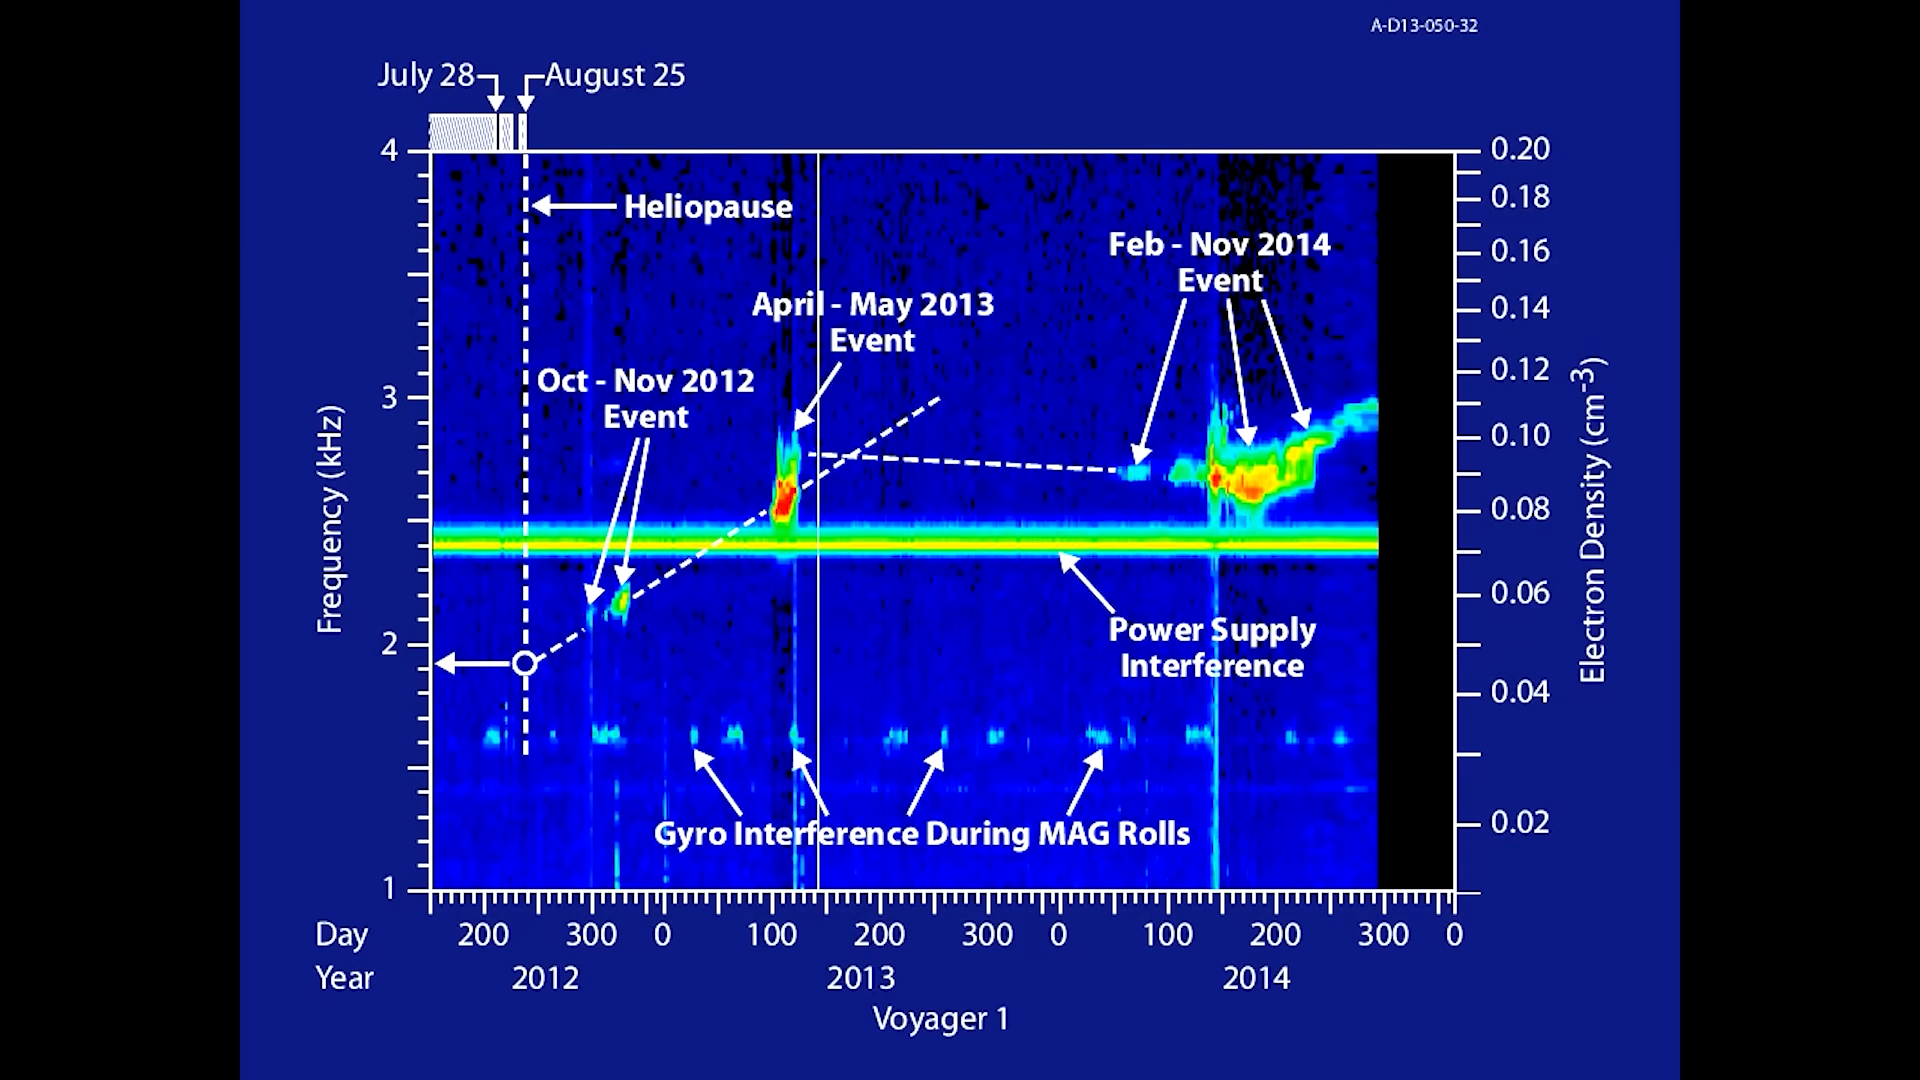 A-D13-050-32
July 28
August 25
4
0.20
0.18
Heliopause
0.16
Feb - Nov 2014
Event
April - May 2013
Event
0.14
0.12
Oct - Nov 2012
Event
3
0.10
0.08
Frequency (kHz)
Electron Density (cm-3)
0.06
Power Supply
Interference
2
0.04
Gyro Interference During MAG Rolls
0.02
1
Day 200 300 0 100 200 300 0 100 200 300 0
Year 2012 2013 2014
Voyager 1